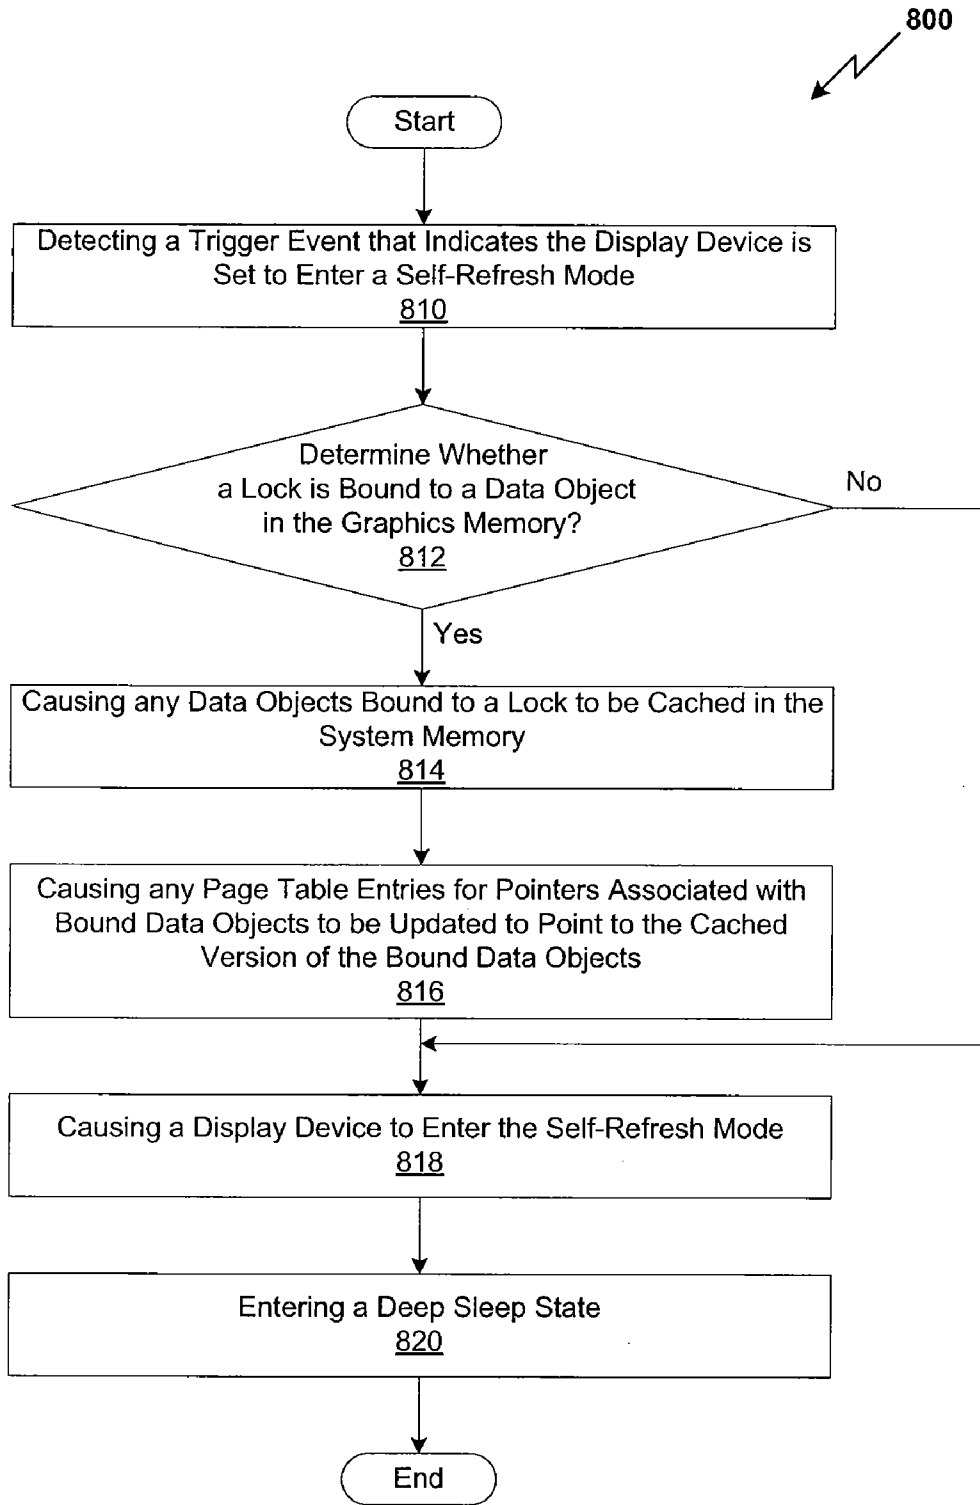 800
Start
Detecting a Trigger Event that Indicates the Display Device is
Set to Enter a Self-Refresh Mode
810
Determine Whether
a Lock is Bound to a Data Object
in the Graphics Memory?
812
No
Yes
Causing any Data Objects Bound to a Lock to be Cached in the
System Memory
814
Causing any Page Table Entries for Pointers Associated with
Bound Data Objects to be Updated to Point to the Cached
Version of the Bound Data Objects
816
Causing a Display Device to Enter the Self-Refresh Mode
818
Entering a Deep Sleep State
820
End